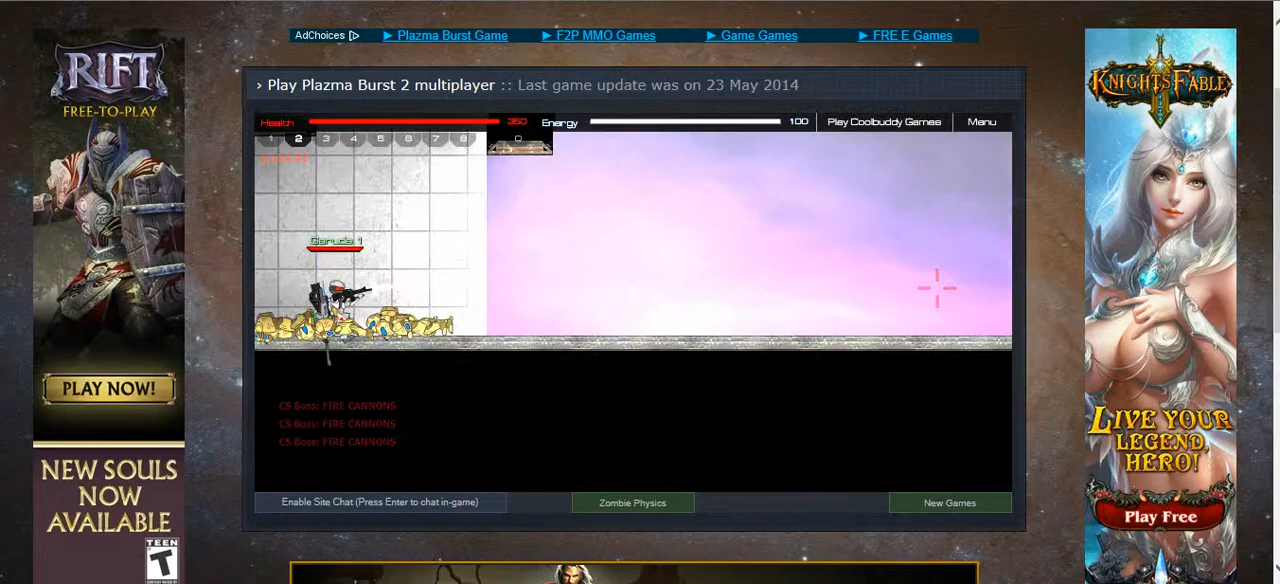 AdChoices
Plazma Burst Game
F2P MMO Games
Game Games
FREE E Games
RIFT
FREE-TO-PLAY
PLAY NOW!
NEW SOULS
NOW
AVAILABLE
TEEN
T
› Play Plazma Burst 2 multiplayer :: Last game update was on 23 May 2014
Health 350 Energy 100 Play Coolbuddy Games Menu
1 2 3 4 5 6 7 8 0
Garuda 1
CS Boss: FIRE CANNONS
CS Boss: FIRE CANNONS
CS Boss: FIRE CANNONS
Enable Site Chat (Press Enter to chat in-game)
Zombie Physics
New Games
KNIGHTS FABLE
LIVE YOUR
LEGEND,
HERO!
Play Free